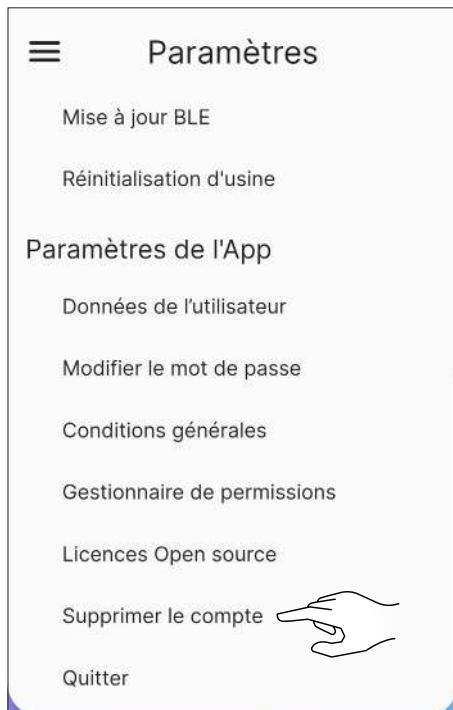 Paramètres
Mise à jour BLE
Réinitialisation d'usine
Paramètres de l'App
Données de l’utilisateur
Modifier le mot de passe
Conditions générales
Gestionnaire de permissions
Licences Open source
Supprimer le compte
Quitter